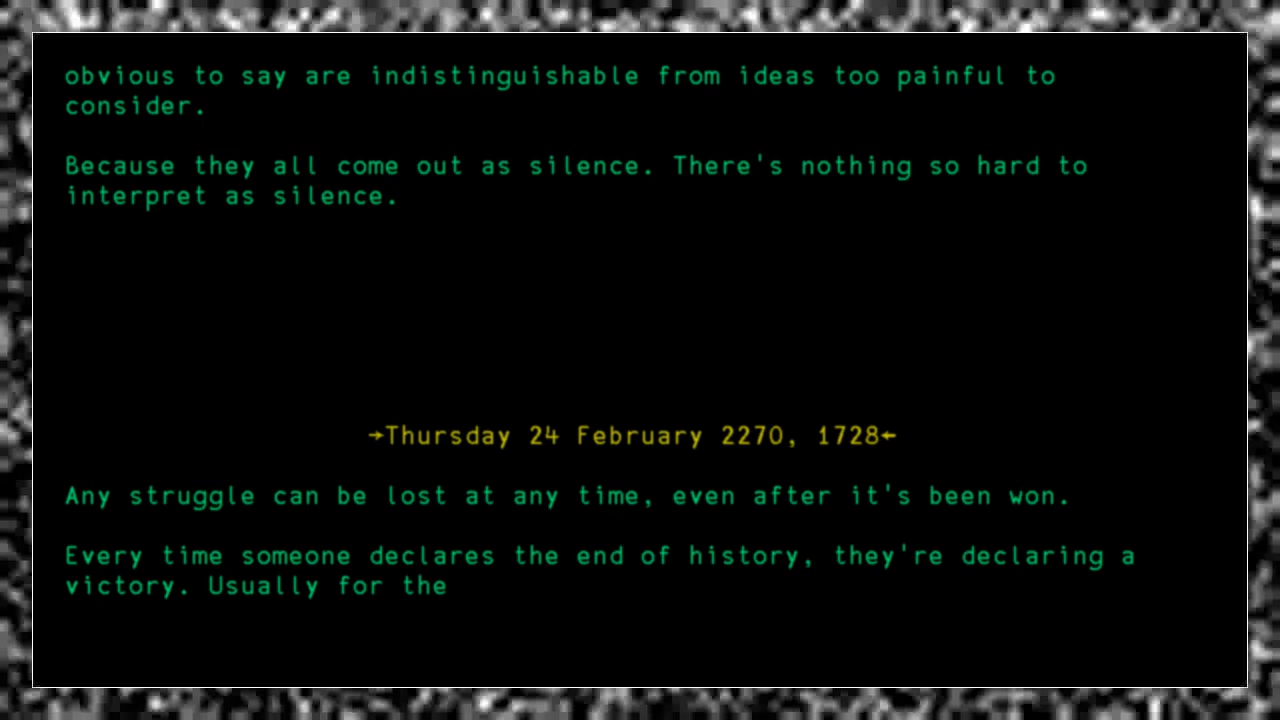 obvious to say are indistinguishable from ideas too painful to
consider.
Because they all come out as silence. There's nothing so hard to
interpret as silence.
→Thursday 24 February 2270, 1728←
Any struggle can be lost at any time, even after it's been won.
Every time someone declares the end of history, they're declaring a
victory. Usually for the